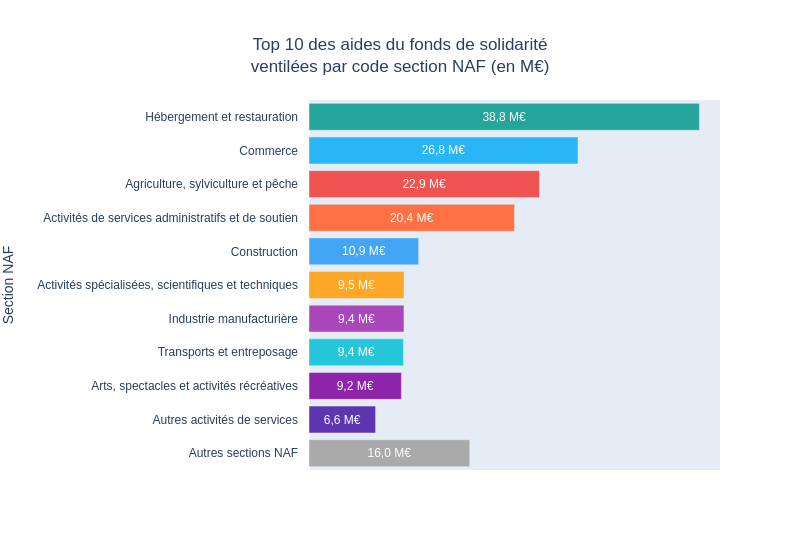 Top 10 des aides du fonds de solidarité
ventilées par code section NAF (en M€)
Section NAF
Hébergement et restauration 38,8 M€
Commerce 26,8 M€
Agriculture, sylviculture et pêche 22,9 M€
Activités de services administratifs et de soutien 20,4 M€
Construction 10,9 M€
Activités spécialisées, scientifiques et techniques 9,5 M€
Industrie manufacturière 9,4 M€
Transports et entreposage 9,4 M€
Arts, spectacles et activités récréatives 9,2 M€
Autres activités de services 6,6 M€
Autres sections NAF 16,0 M€